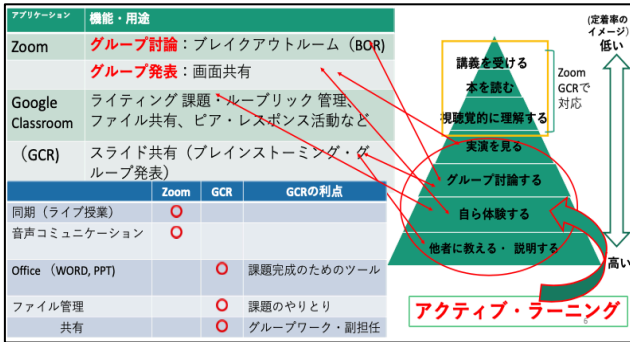 アプリケーション 機能・用途
Zoom グループ討論：ブレイクアウトルーム（BOR）
グループ発表：画面共有
Google Classroom ライティング 課題・ルーブリック 管理、
ファイル共有、ピア・レスポンス活動など
（GCR) スライド共有（ブレインストーミング・グ
ループ発表）
Zoom GCR GCRの利点
同期（ライブ授業） ○
音声コミュニケーション ○
Office （WORD, PPT) ○ 課題完成のためのツール
ファイル管理 ○ 課題のやりとり
共有 ○ グループワーク・副担任
(定着率の
イメージ)
低い
講義を受ける
本を読む
視聴覚的に理解する
実演を見る
グループ討論する
自ら体験する
他者に教える・ 説明する
Zoom
GCRで
対応
高い
アクティブ・ラーニング
6